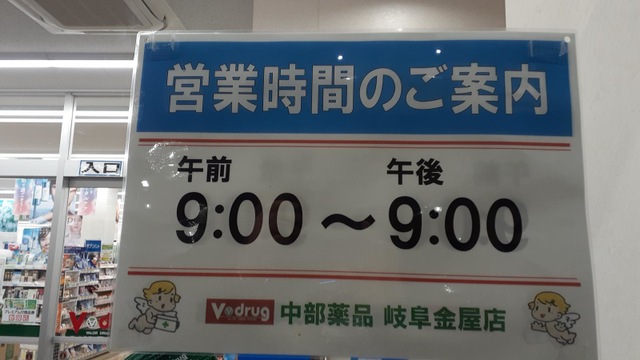 営業時間のご案内
入口
午前 午後
9:00〜9:00
V・drug 中部薬品 岐阜金屋店